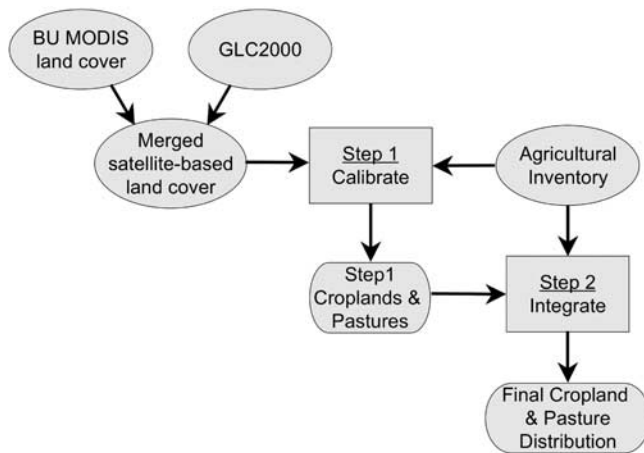 BU MODIS
land cover
GLC2000
Merged
satellite-based
land cover
Step 1
Calibrate
Agricultural
Inventory
Step1
Croplands &
Pastures
Step 2
Integrate
Final Cropland
& Pasture
Distribution